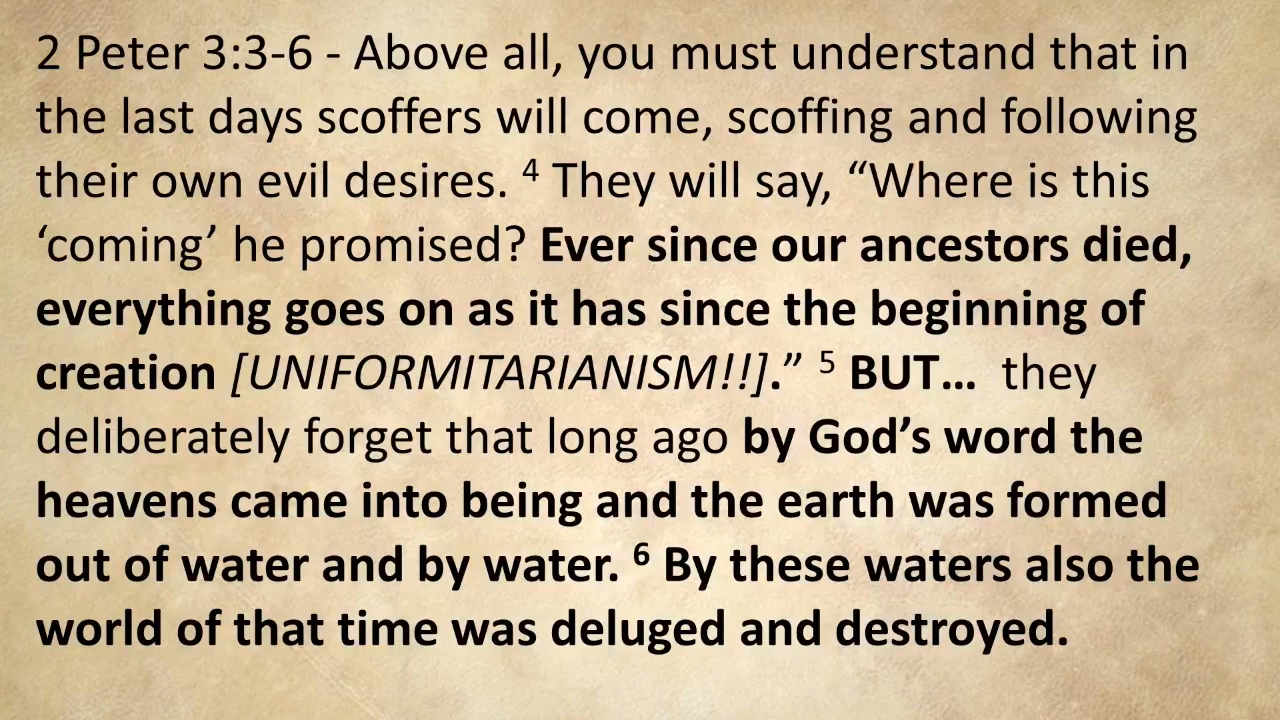 2 Peter 3:3-6 - Above all, you must understand that in
the last days scoffers will come, scoffing and following
their own evil desires. ⁴ They will say, “Where is this
‘coming’ he promised? Ever since our ancestors died,
everything goes on as it has since the beginning of
creation [UNIFORMITARIANISM!!].” ⁵ BUT…  they
deliberately forget that long ago by God’s word the
heavens came into being and the earth was formed
out of water and by water. ⁶ By these waters also the
world of that time was deluged and destroyed.